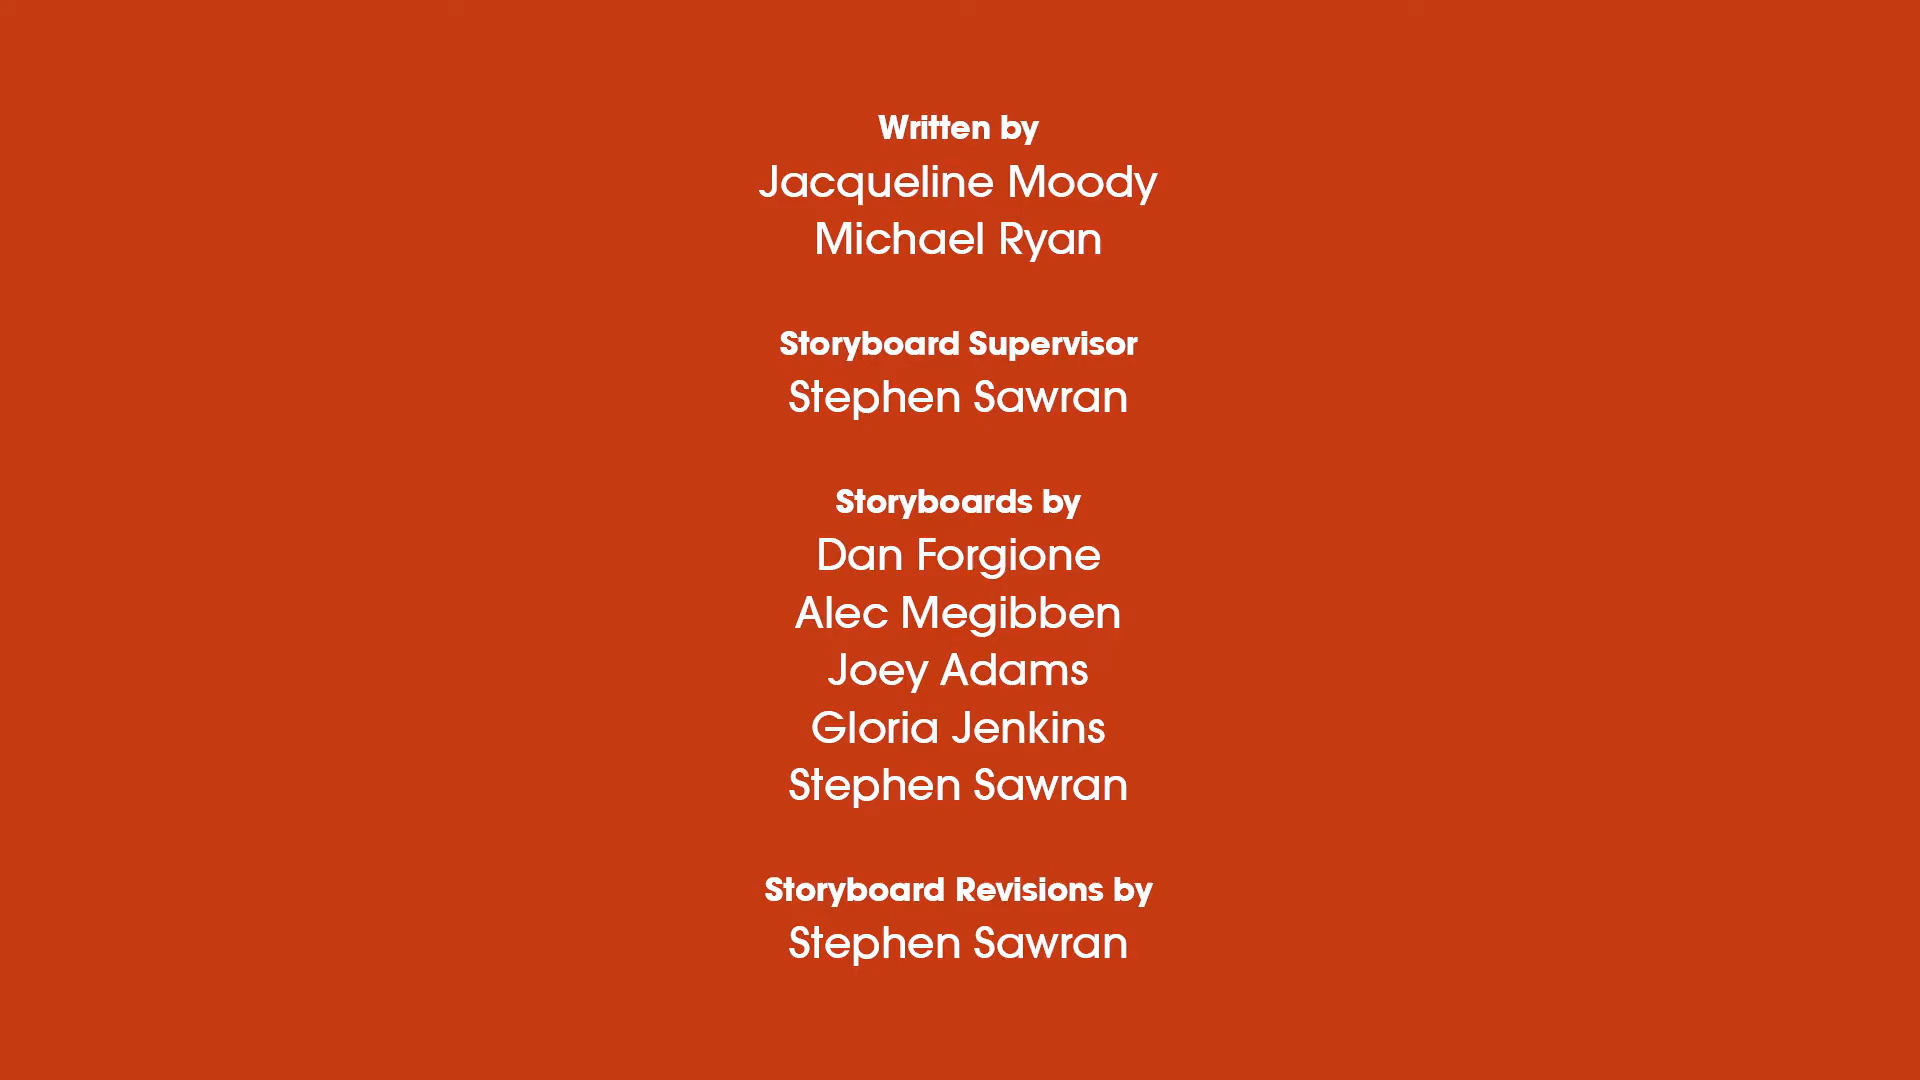 Written by
Jacqueline Moody
Michael Ryan
Storyboard Supervisor
Stephen Sawran
Storyboards by
Dan Forgione
Alec Megibben
Joey Adams
Gloria Jenkins
Stephen Sawran
Storyboard Revisions by
Stephen Sawran